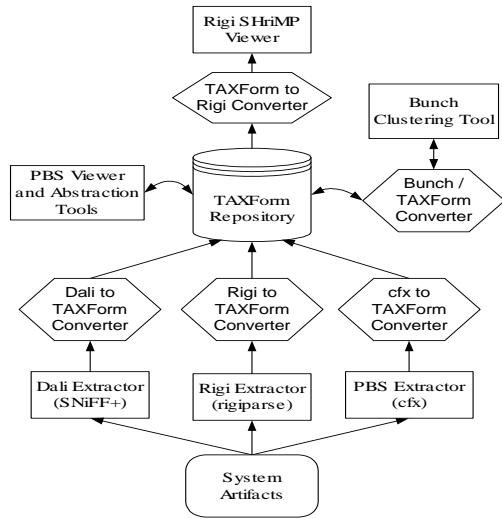 Rigi SHriMP
Viewer
TAXForm to
Rigi Converter
Bunch
Clustering Tool
PBS Viewer
and Abstraction
Tools
TAXForm
Repository
Bunch /
TAXForm
Converter
Dali to
TAXForm
Converter
Rigi to
TAXForm
Converter
cfx to
TAXForm
Converter
Dali Extractor
(SNiFF+)
Rigi Extractor
(rigiparse)
PBS Extractor
(cfx)
System
Artifacts